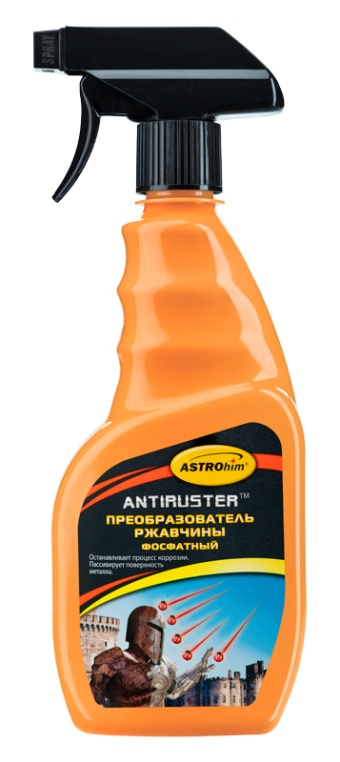 SPRAY
ASTROhim®
ANTIRUSTER™
ПРЕОБРАЗОВАТЕЛЬ
РЖАВЧИНЫ
ФОСФАТНЫЙ
Останавливает процесс коррозии.
Пассивирует поверхность
металла.